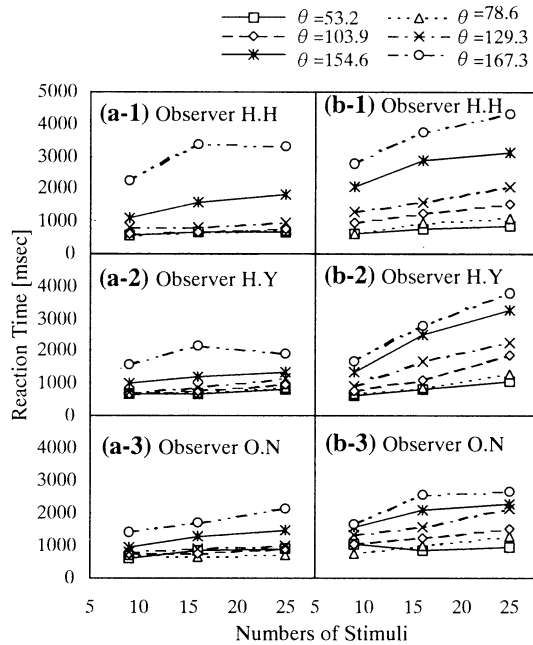 θ=53.2 θ=78.6
θ=103.9 θ=129.3
θ=154.6 θ=167.3
Reaction Time [msec]
5000
4000
3000
2000
1000
0
(a-1) Observer H.H
(b-1) Observer H.H
4000
3000
2000
1000
0
(a-2) Observer H.Y
(b-2) Observer H.Y
4000
3000
2000
1000
0
(a-3) Observer O.N
(b-3) Observer O.N
5 10 15 20 25 5 10 15 20 25
Numbers of Stimuli